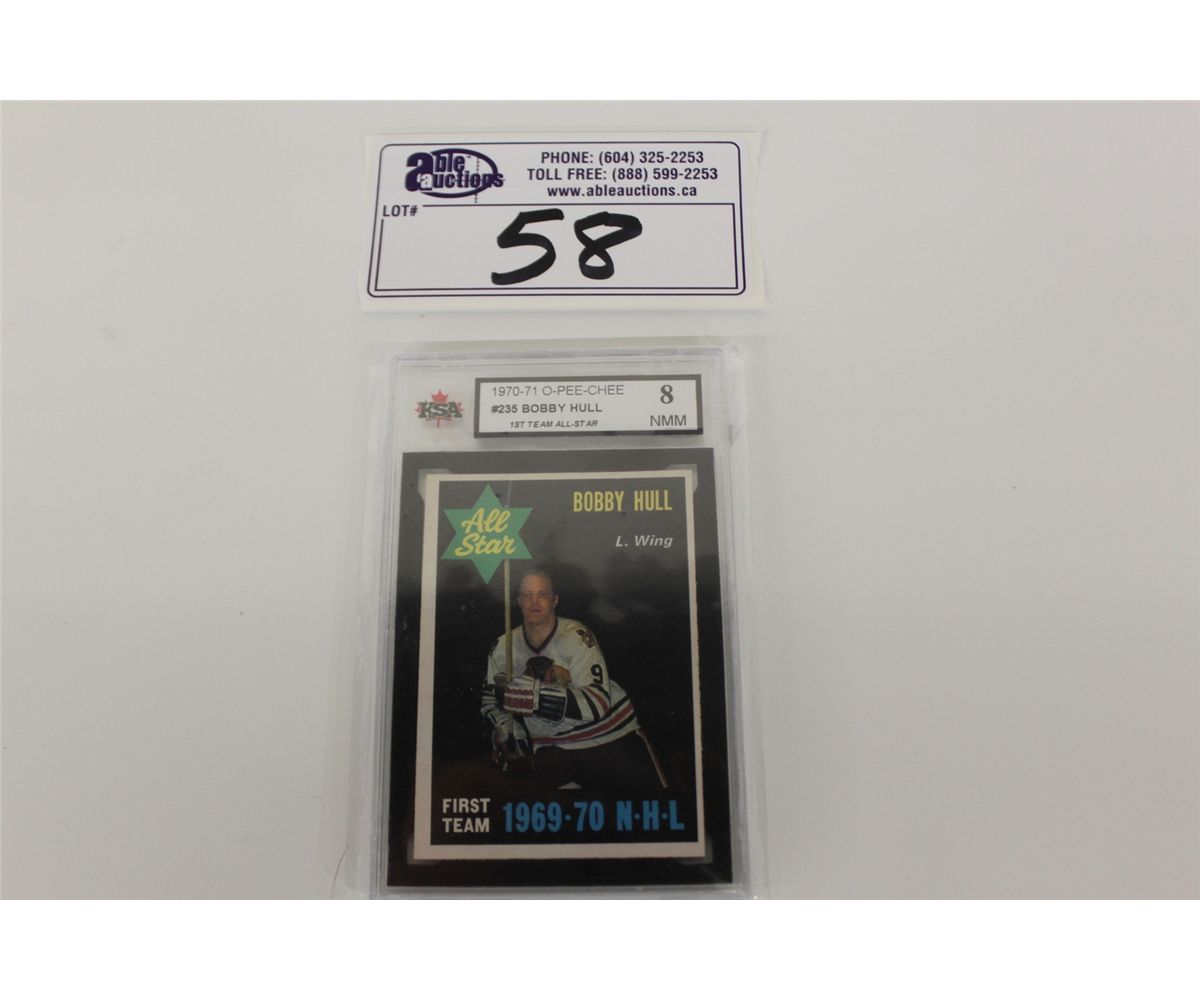 able auctions
PHONE: (604) 325-2253
TOLL FREE: (888) 599-2253
www.ableauctions.ca
LOT#
58
KSA
1970-71 O-PEE-CHEE
#235 BOBBY HULL
1ST TEAM ALL-STAR
8
NMM
All
Star
BOBBY HULL
L. Wing
9
FIRST
TEAM
1969·70 N·H·L